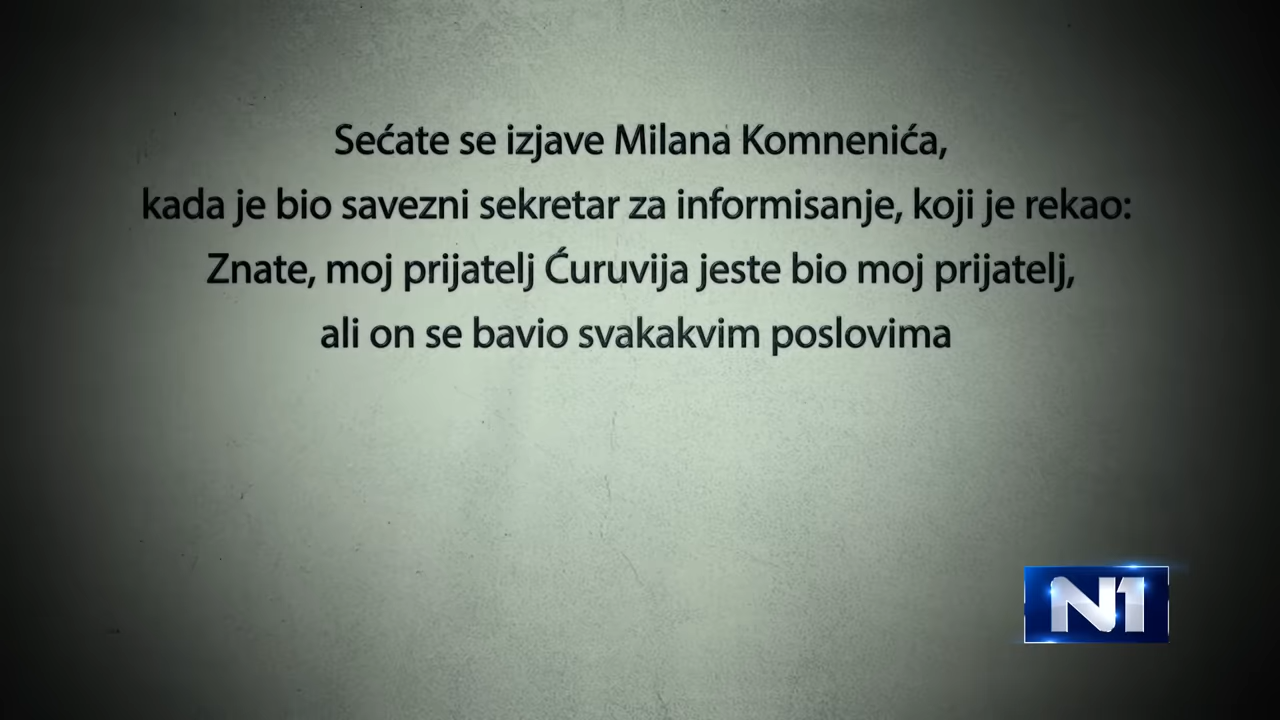 Sećate se izjave Milana Komnenića,
kada je bio savezni sekretar za informisanje, koji je rekao:
Znate, moj prijatelj Ćuruvija jeste bio moj prijatelj,
ali on se bavio svakakvim poslovima
N1